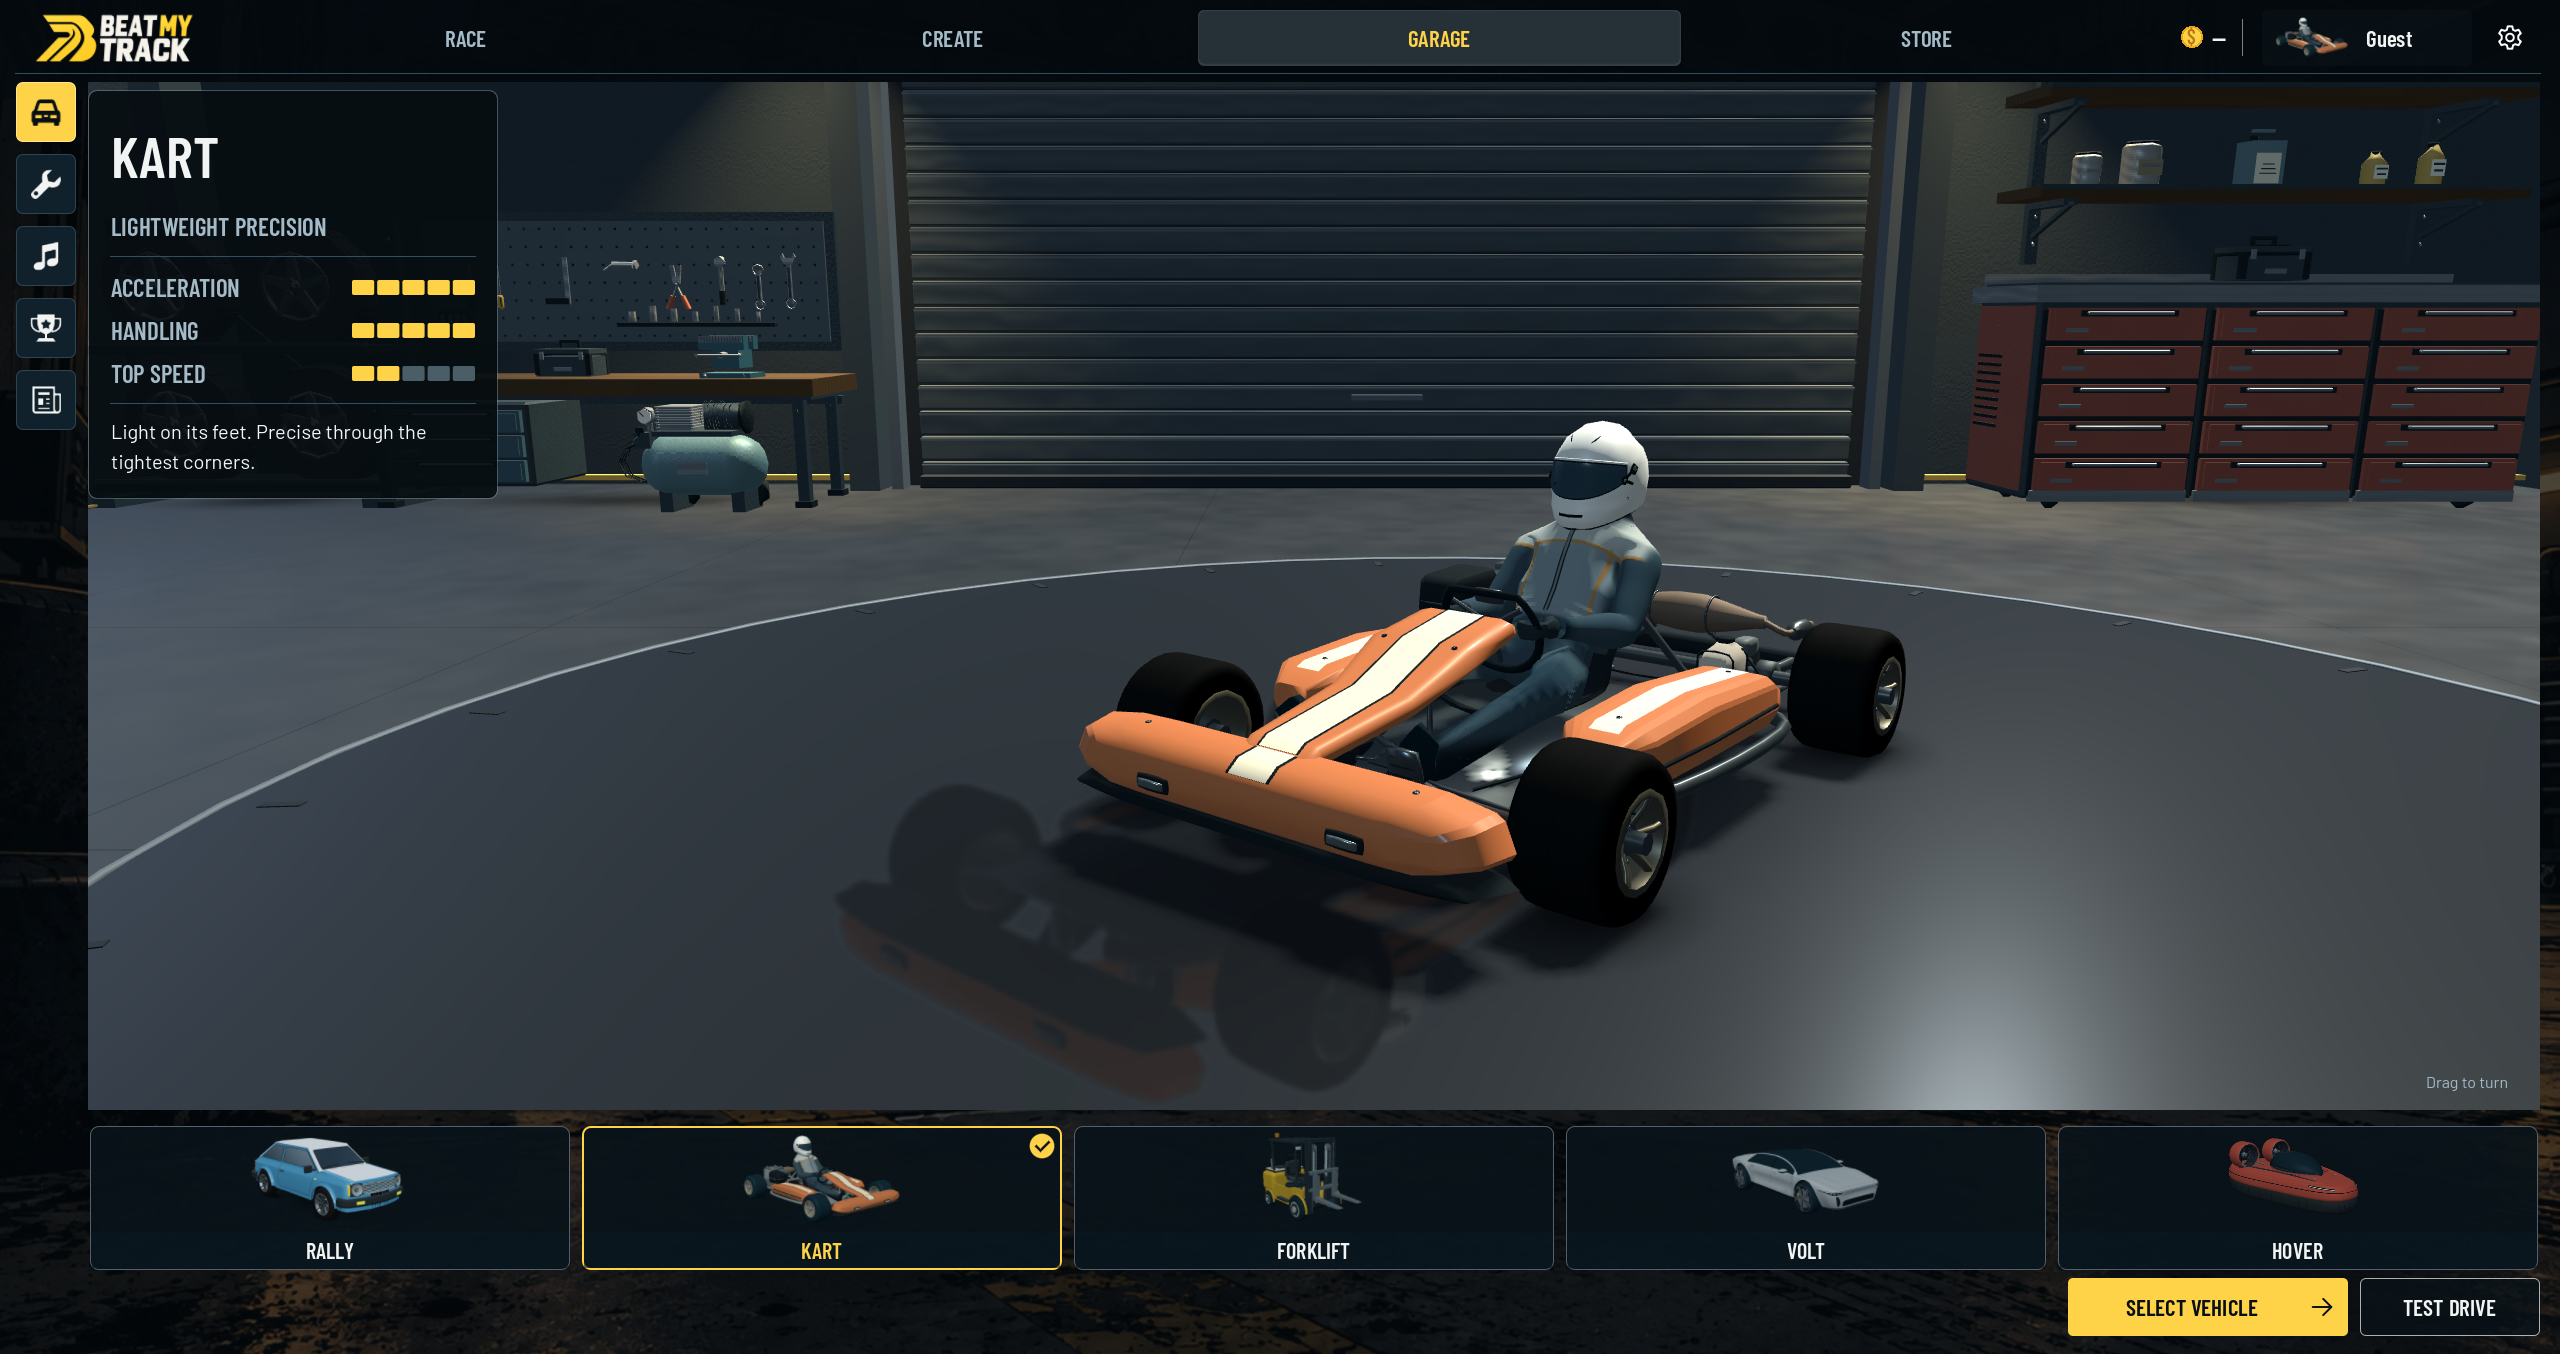 BEAT MY
TRACK
RACE
CREATE
GARAGE
STORE
–
Guest
KART
LIGHTWEIGHT PRECISION
ACCELERATION
HANDLING
TOP SPEED
Light on its feet. Precise through the
tightest corners.
Drag to turn
RALLY
KART
FORKLIFT
VOLT
HOVER
SELECT VEHICLE →
TEST DRIVE